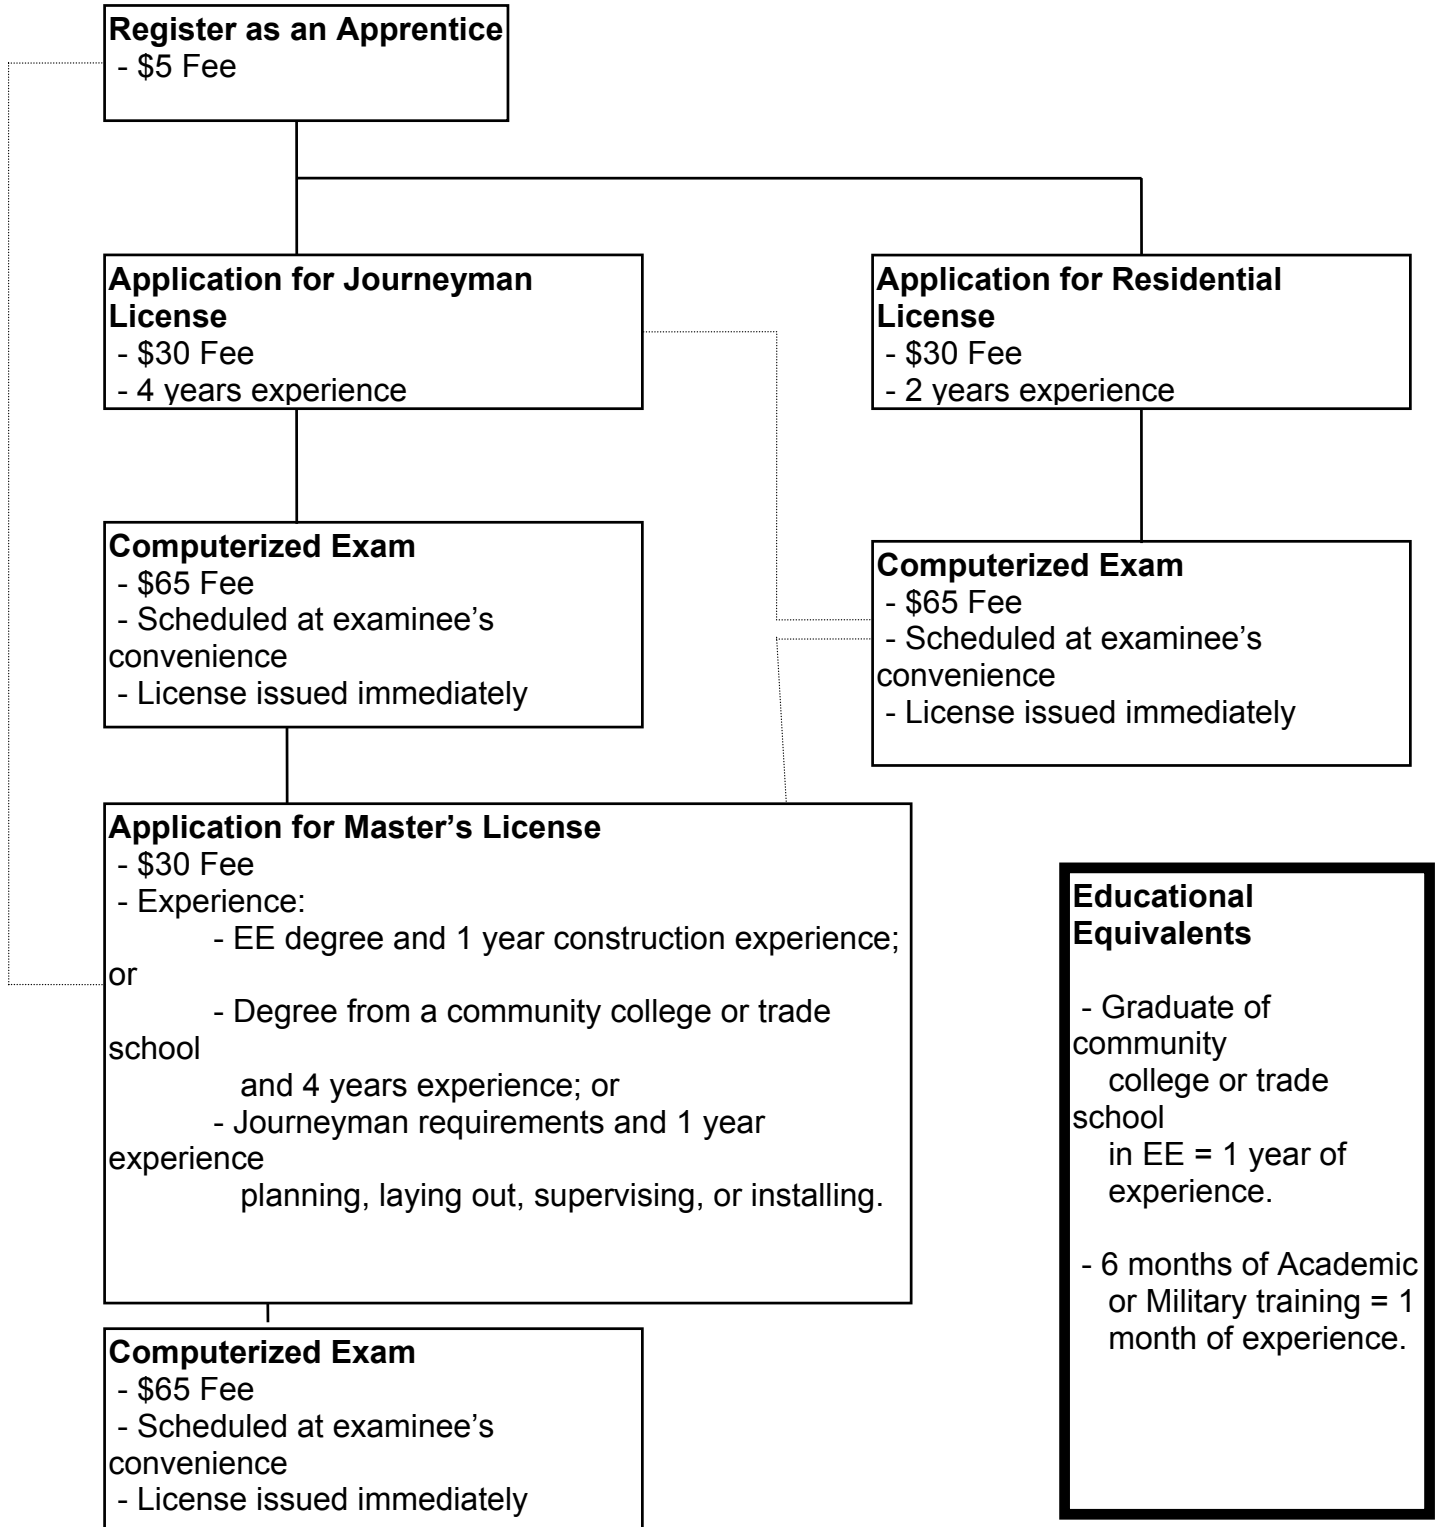 Register as an Apprentice
- $5 Fee
Application for Journeyman
License
- $30 Fee
- 4 years experience
Application for Residential
License
- $30 Fee
- 2 years experience
Computerized Exam
- $65 Fee
- Scheduled at examinee’s
convenience
- License issued immediately
Computerized Exam
- $65 Fee
- Scheduled at examinee’s
convenience
- License issued immediately
Application for Master’s License
- $30 Fee
- Experience:
- EE degree and 1 year construction experience;
or
- Degree from a community college or trade
school
and 4 years experience; or
- Journeyman requirements and 1 year
experience
planning, laying out, supervising, or installing.
Educational
Equivalents
- Graduate of
community
college or trade
school
in EE = 1 year of
experience.
- 6 months of Academic
or Military training = 1
month of experience.
Computerized Exam
- $65 Fee
- Scheduled at examinee’s
convenience
- License issued immediately